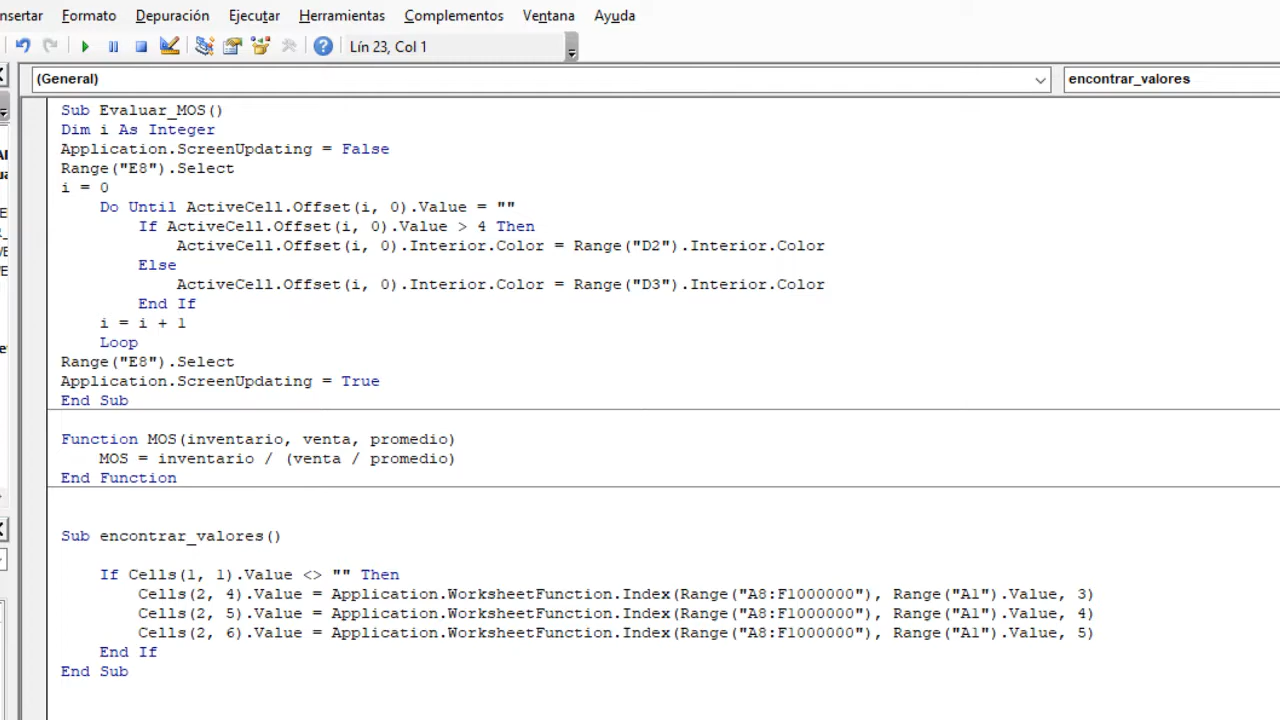 nsertar Formato Depuración Ejecutar Herramientas Complementos Ventana Ayuda
Lín 23, Col 1
(General) encontrar_valores
Sub Evaluar_MOS()
Dim i As Integer
Application.ScreenUpdating = False
Range("E8").Select
i = 0
Do Until ActiveCell.Offset(i, 0).Value = ""
If ActiveCell.Offset(i, 0).Value > 4 Then
ActiveCell.Offset(i, 0).Interior.Color = Range("D2").Interior.Color
Else
ActiveCell.Offset(i, 0).Interior.Color = Range("D3").Interior.Color
End If
i = i + 1
Loop
Range("E8").Select
Application.ScreenUpdating = True
End Sub
Function MOS(inventario, venta, promedio)
MOS = inventario / (venta / promedio)
End Function
Sub encontrar_valores()
If Cells(1, 1).Value <> "" Then
Cells(2, 4).Value = Application.WorksheetFunction.Index(Range("A8:F1000000"), Range("A1").Value, 3)
Cells(2, 5).Value = Application.WorksheetFunction.Index(Range("A8:F1000000"), Range("A1").Value, 4)
Cells(2, 6).Value = Application.WorksheetFunction.Index(Range("A8:F1000000"), Range("A1").Value, 5)
End If
End Sub